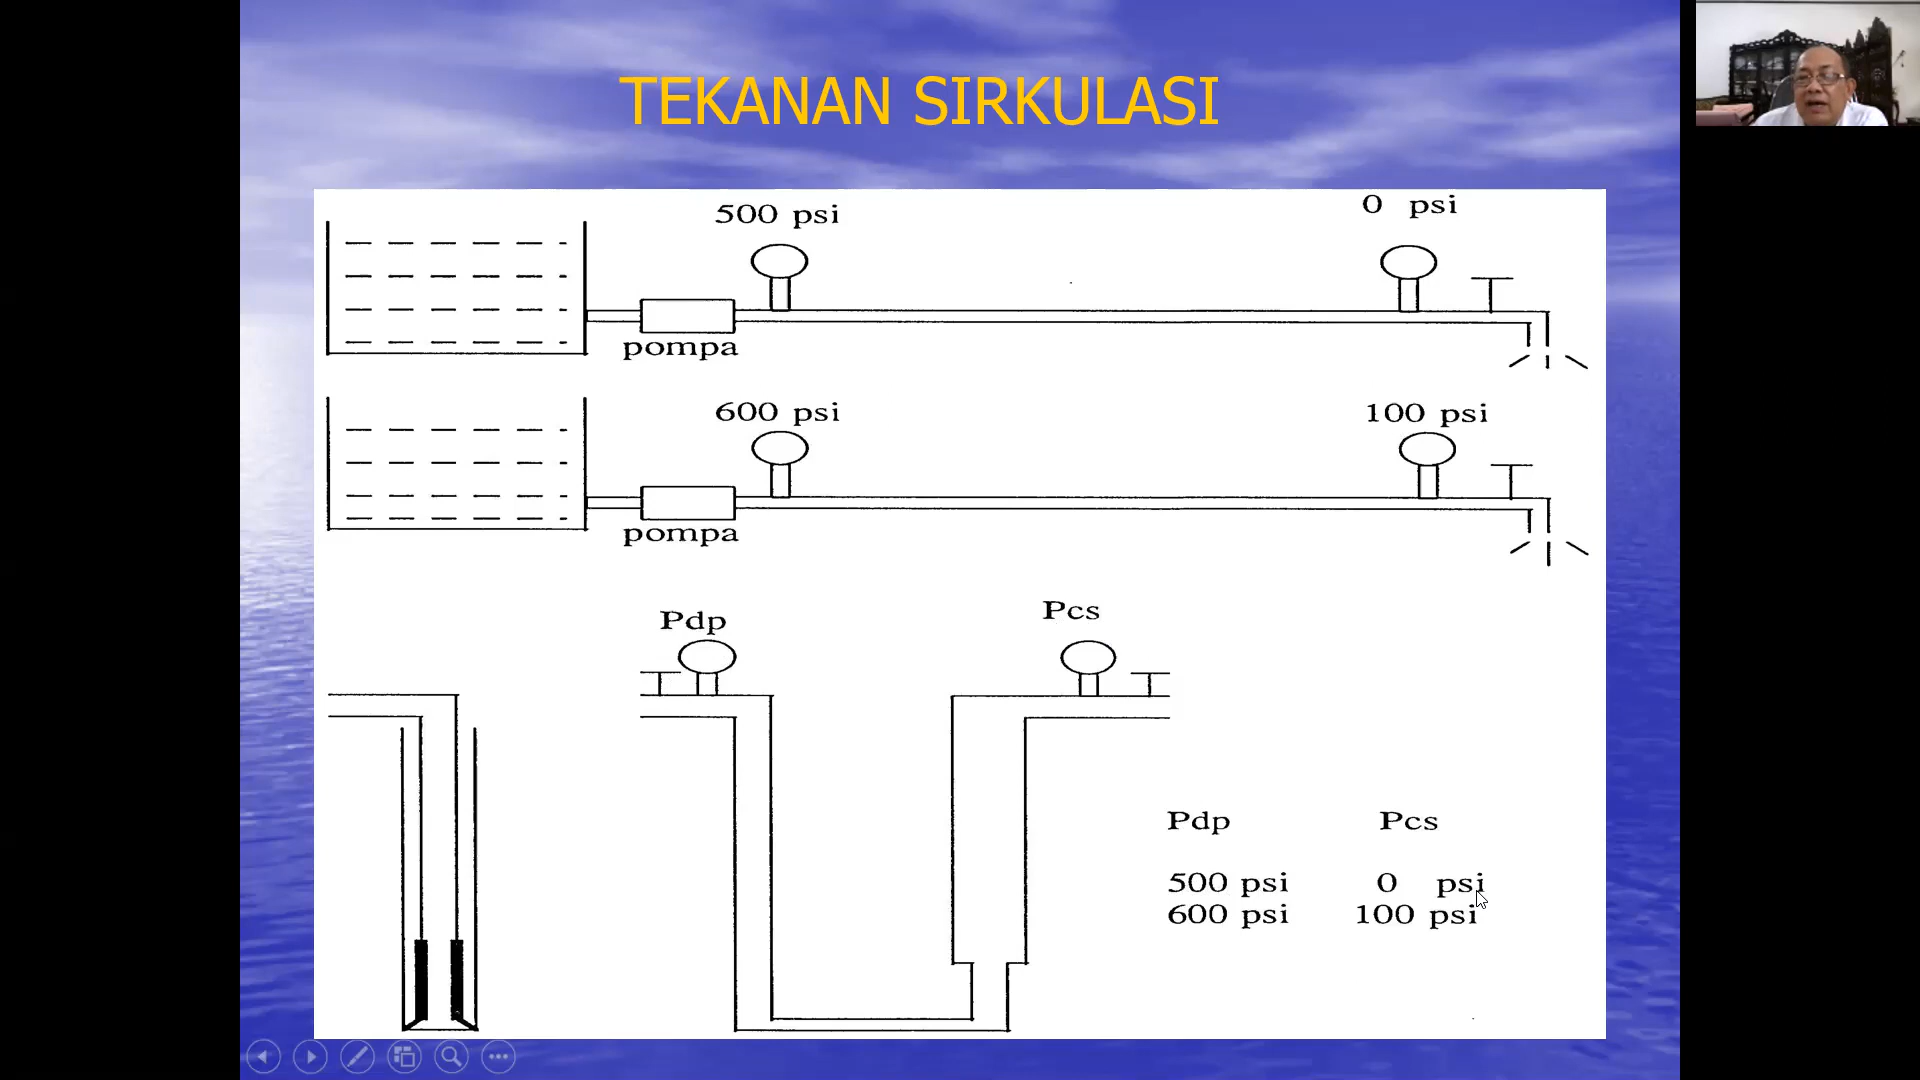 TEKANAN SIRKULASI
500 psi
0 psi
pompa
600 psi
100 psi
pompa
Pdp
Pcs
Pdp Pcs
500 psi 0 psi
600 psi 100 psi